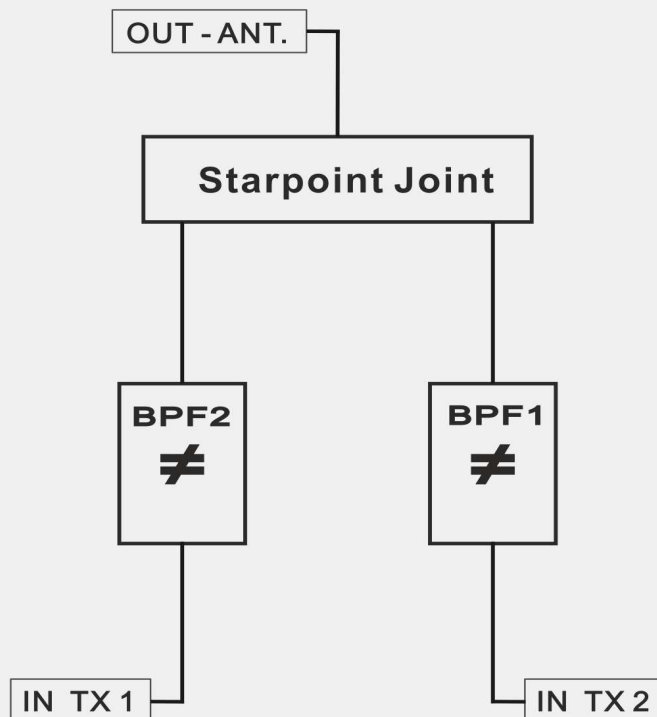 OUT - ANT.
Starpoint Joint
BPF2
≠
BPF1
≠
IN TX 1
IN TX 2